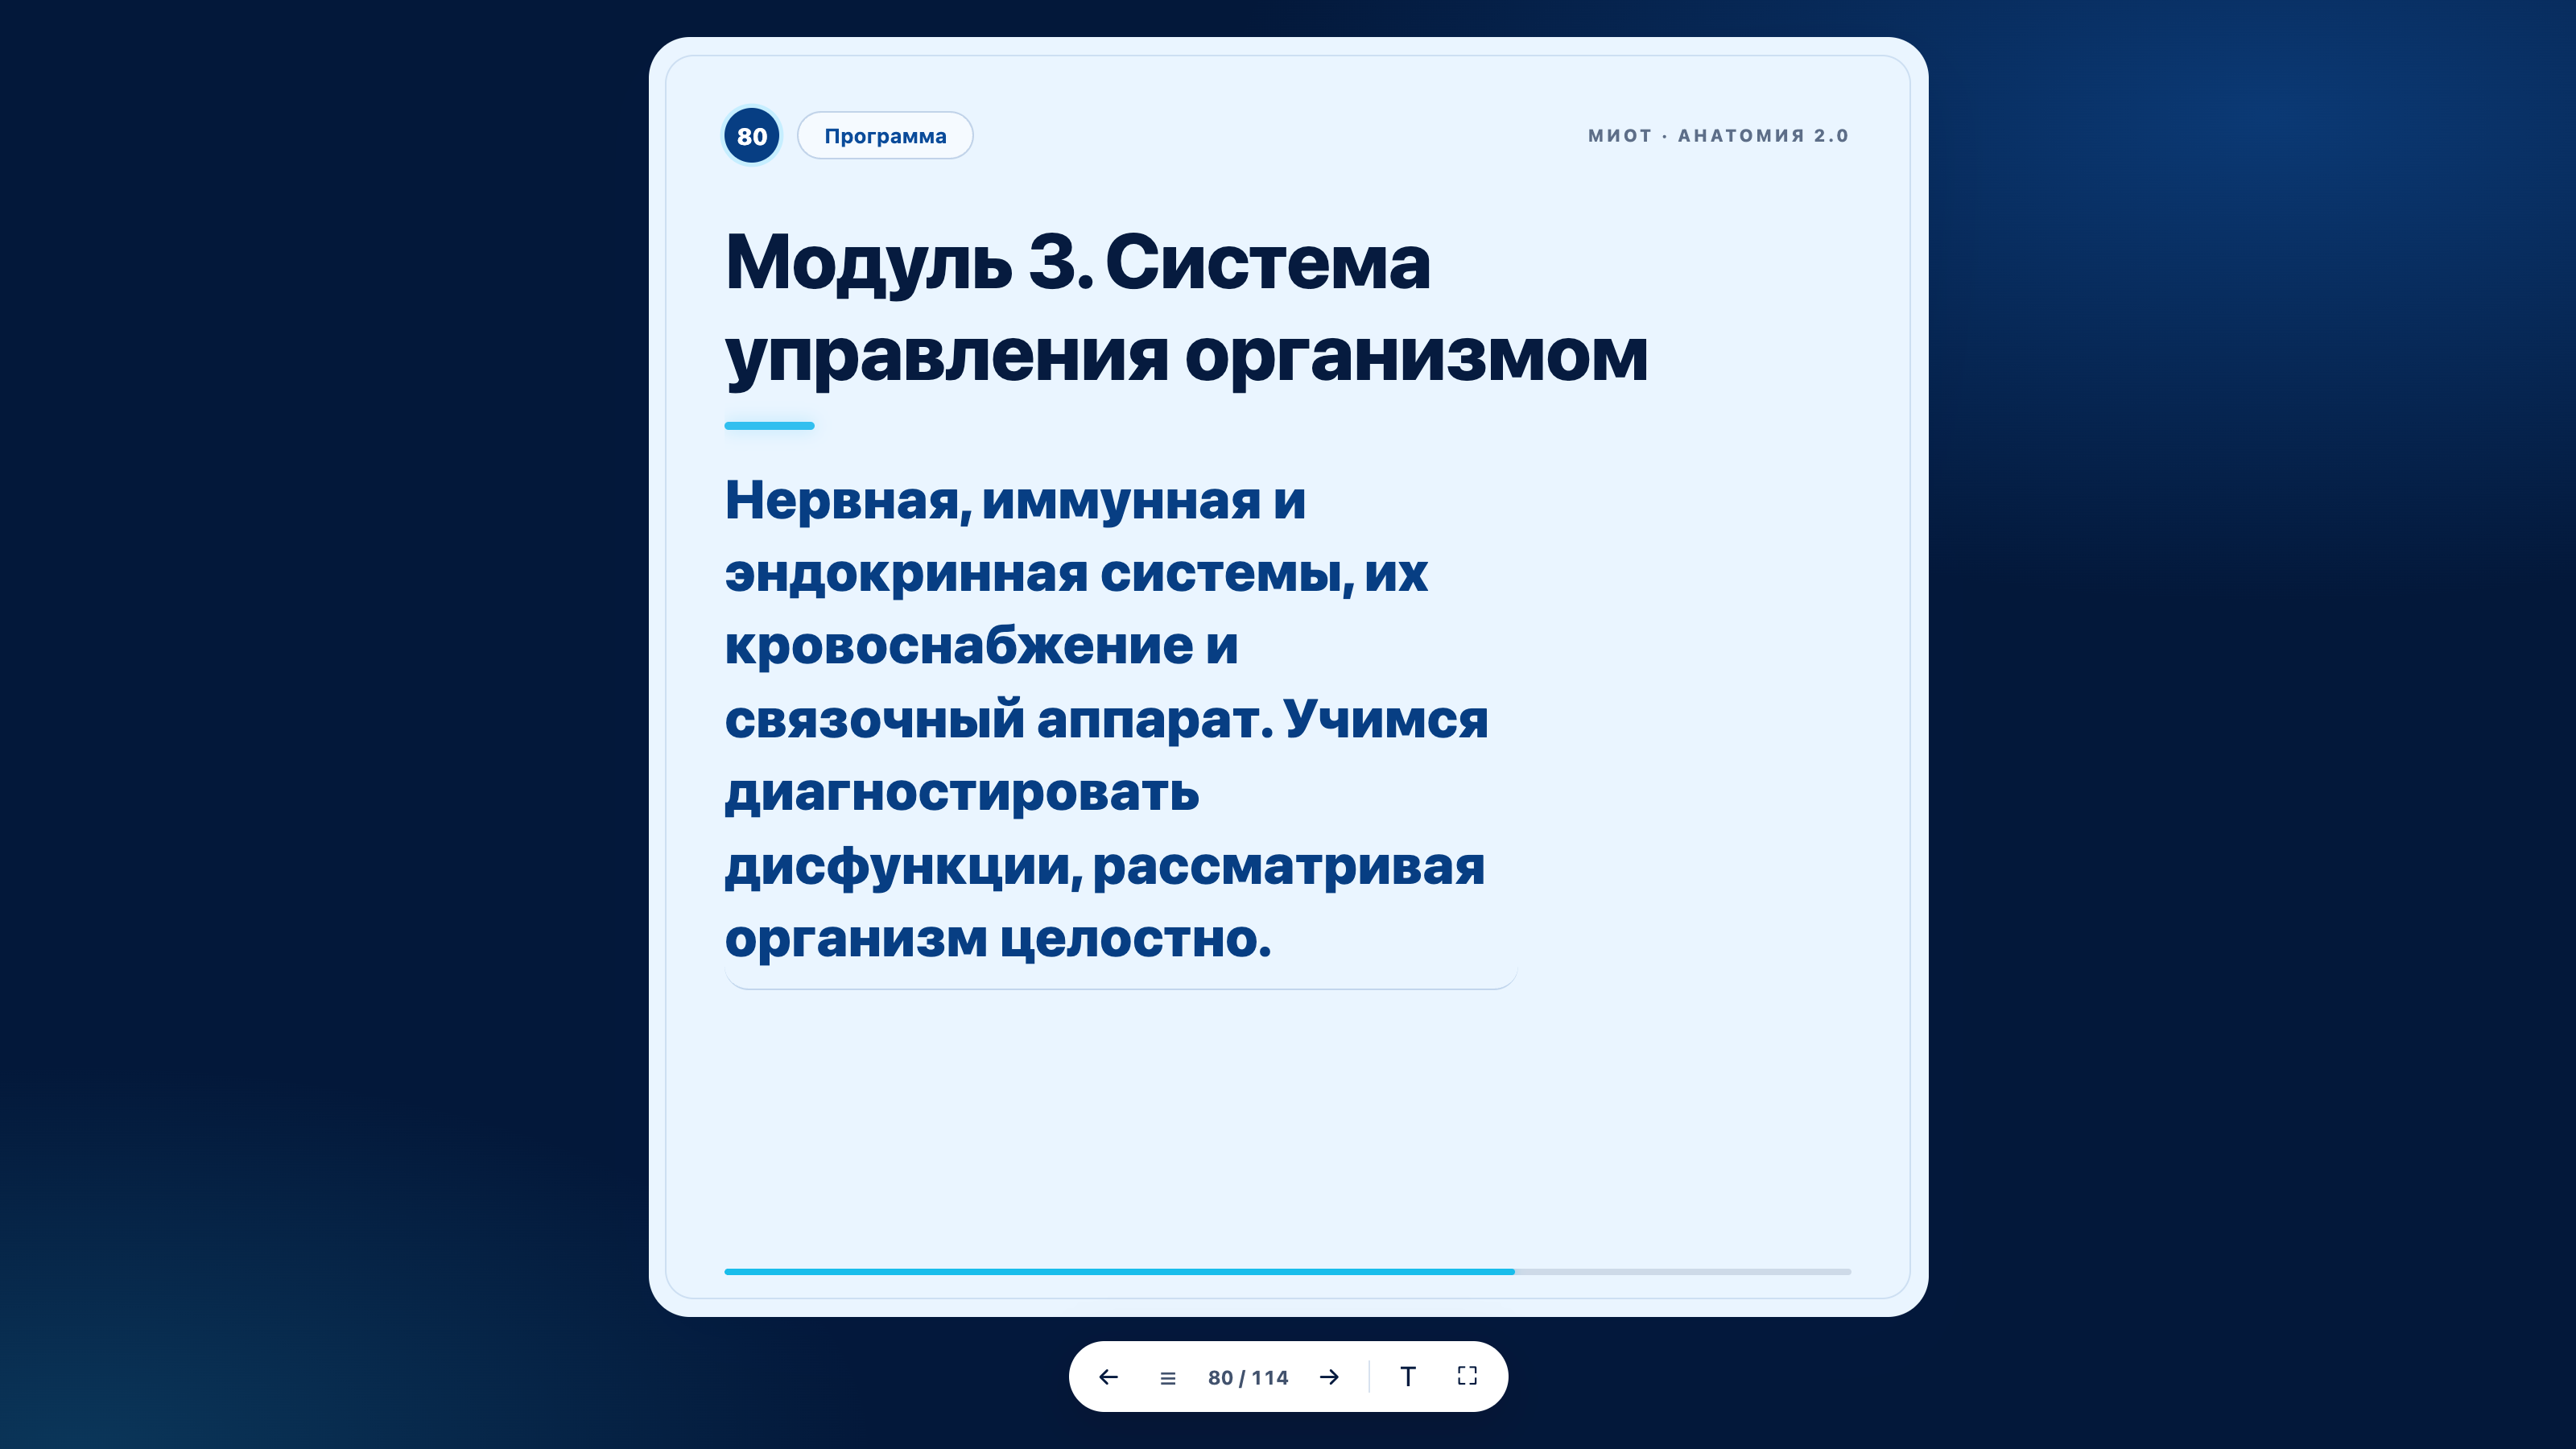 80
Программа
МИОТ · АНАТОМИЯ 2.0
Модуль 3. Система
управления организмом
Нервная, иммунная и
эндокринная системы, их
кровоснабжение и
связочный аппарат. Учимся
диагностировать
дисфункции, рассматривая
организм целостно.
80 / 114
T